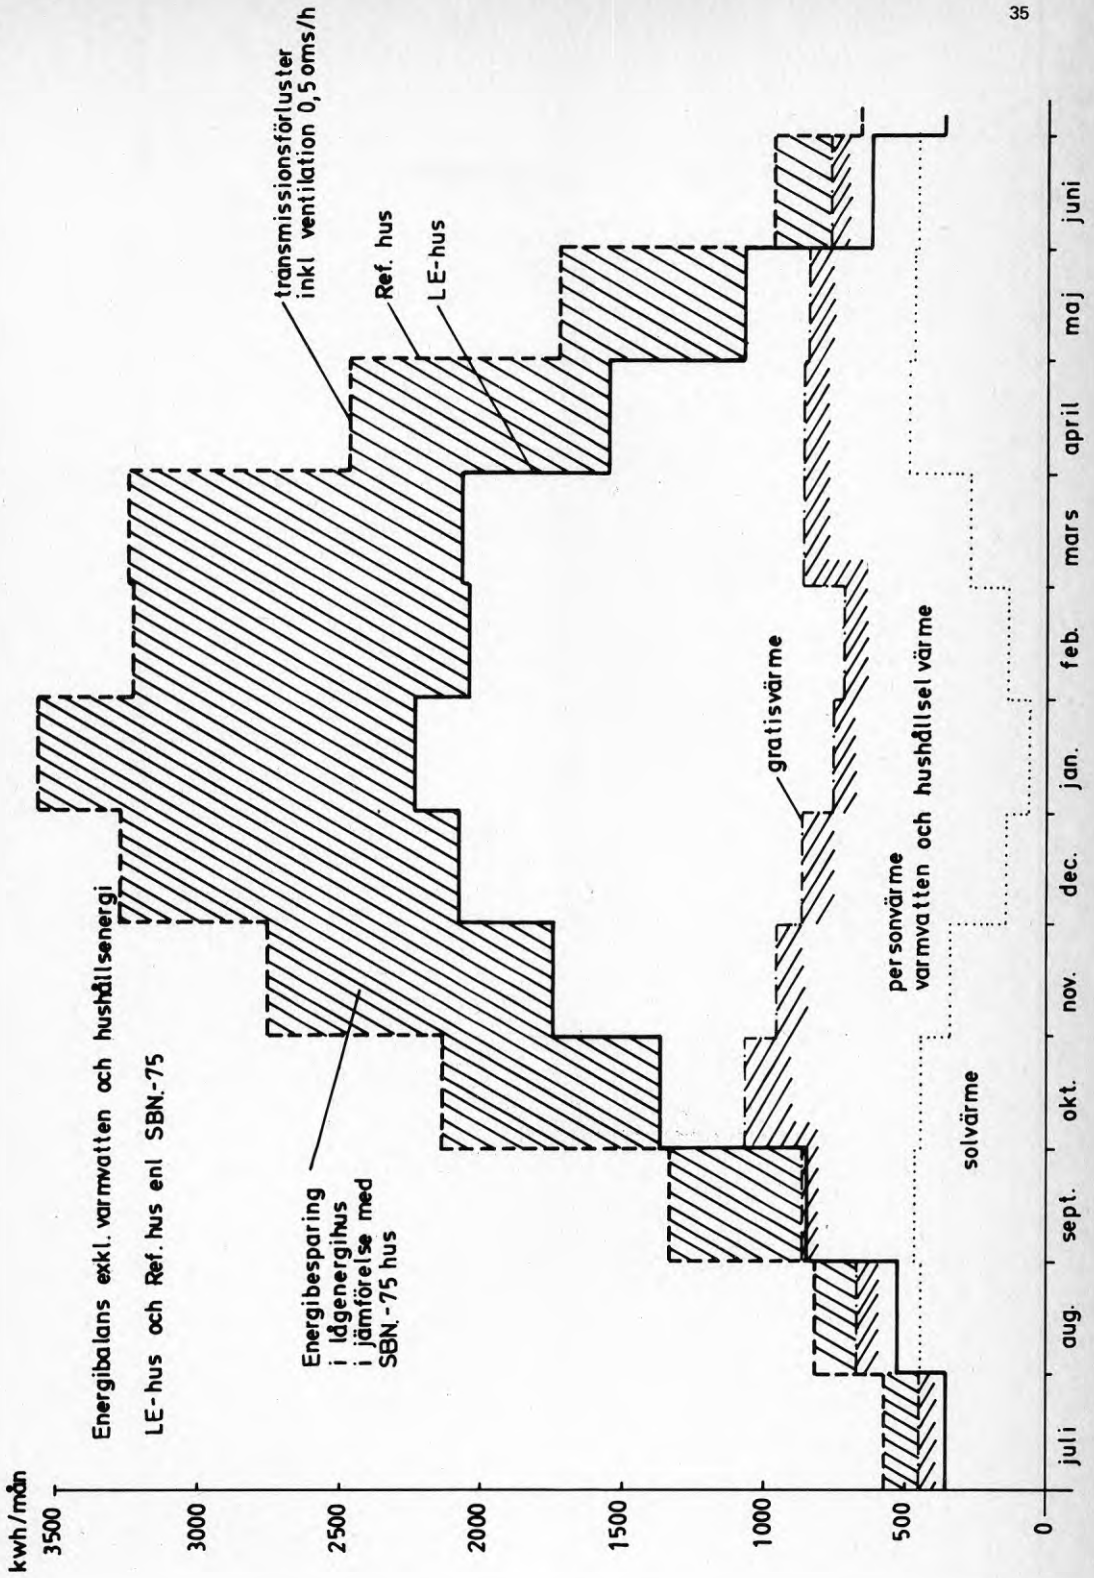 35
kwh/mån
3500
3000
2500
2000
1500
1000
500
0
Energibalans exkl. varmvatten och hushållsenergi
LE-hus och Ref. hus enl SBN.-75
Energibesparing
i lågenergihus
i jämförelse med
SBN.-75 hus
transmissionsförluster
inkl ventilation 0,5 oms/h
Ref. hus
LE-hus
gratisvärme
personvärme
varmvatten och hushållsel värme
solvärme
juli
aug.
sept.
okt.
nov.
dec.
jan.
feb.
mars
april
maj
juni